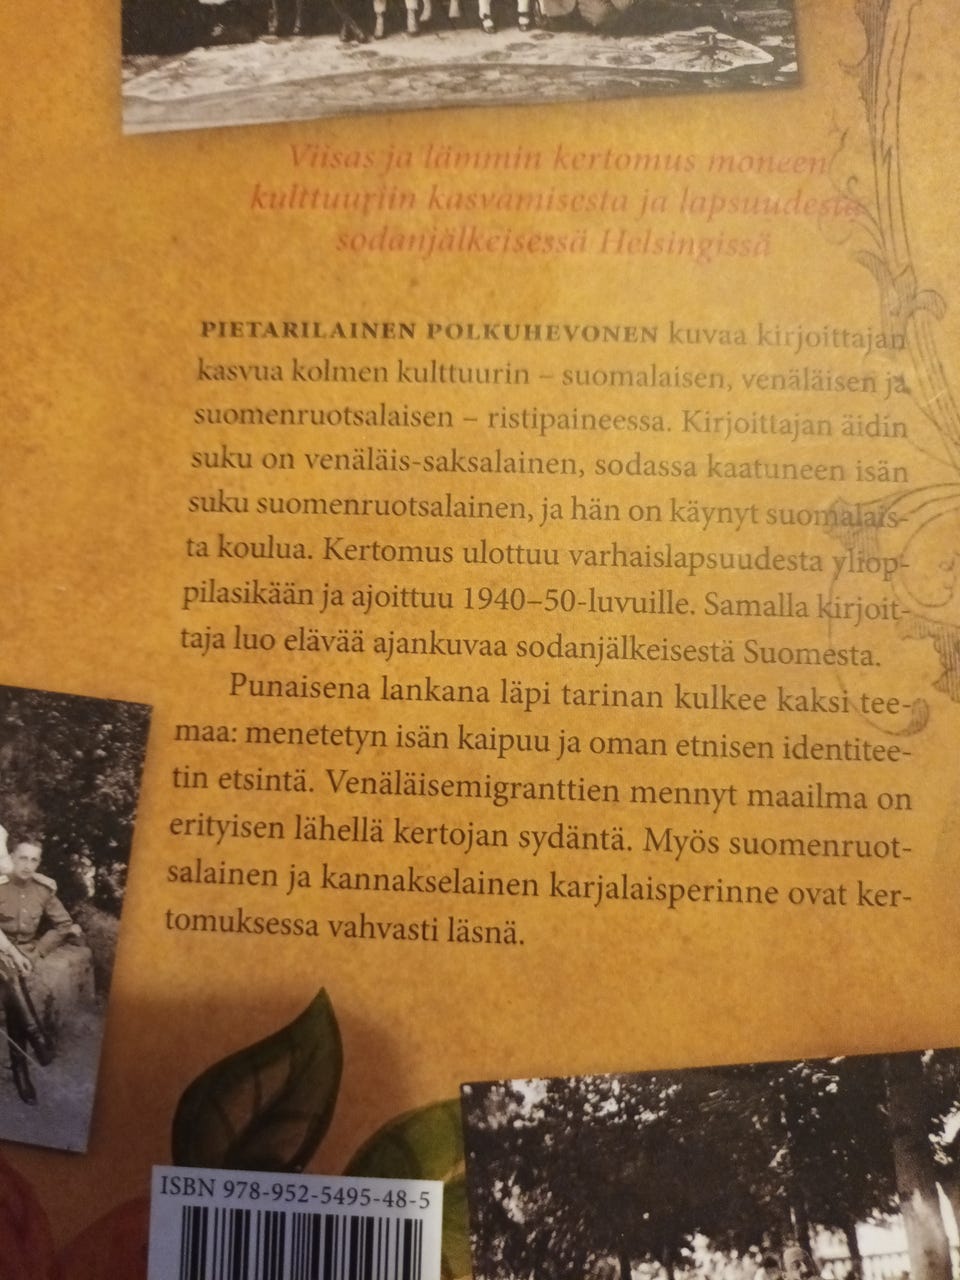 Viisas ja lämmin kertomus moneen
kulttuuriin kasvamisesta ja lapsuudesta
sodanjälkeisessä Helsingissä
PIETARILAINEN POLKUHEVONEN kuvaa kirjoittajan
kasvua kolmen kulttuurin – suomalaisen, venäläisen ja
suomenruotsalaisen – ristipaineessa. Kirjoittajan äidin
suku on venäläis-saksalainen, sodassa kaatuneen isän
suku suomenruotsalainen, ja hän on käynyt suomalais-
ta koulua. Kertomus ulottuu varhaislapsuudesta yliop-
pilasikään ja ajoittuu 1940–50-luvuille. Samalla kirjoit-
taja luo elävää ajankuvaa sodanjälkeisestä Suomesta.
Punaisena lankana läpi tarinan kulkee kaksi tee-
maa: menetetyn isän kaipuu ja oman etnisen identitee-
tin etsintä. Venäläisemigranttien mennyt maailma on
erityisen lähellä kertojan sydäntä. Myös suomenruot-
salainen ja kannakselainen karjalaisperinne ovat ker-
tomuksessa vahvasti läsnä.
ISBN 978-952-5495-48-5